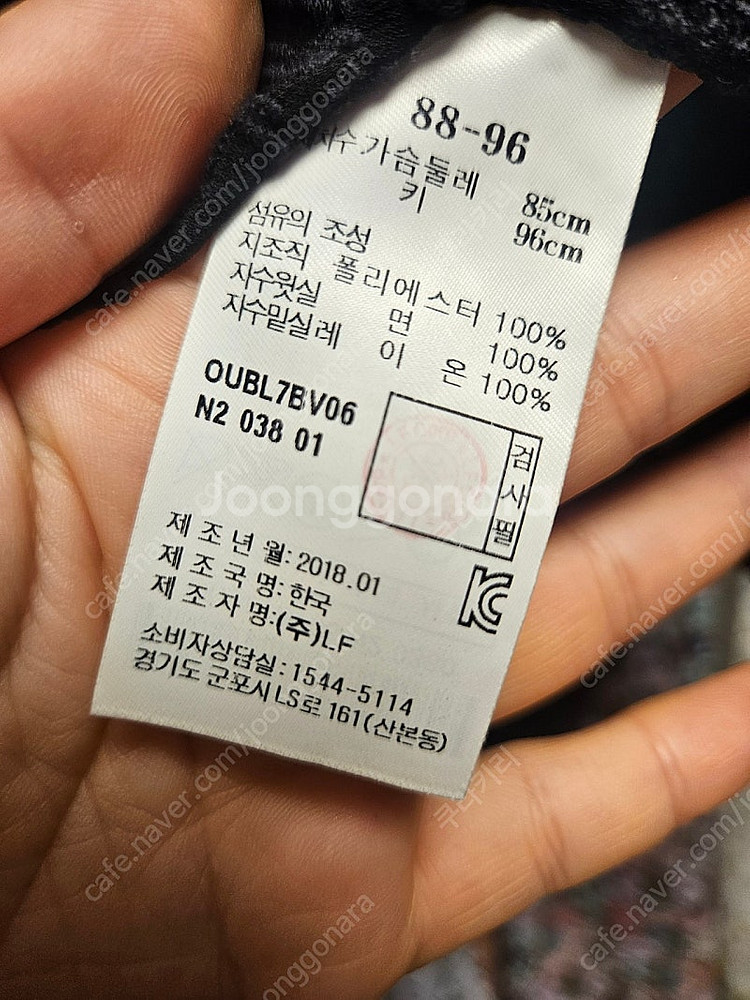 88-96
가슴둘레 85cm
키 96cm
섬유의 조성
지조직 폴리에스터 100%
자수윗실 면 100%
자수밑실 레이온 100%
OUBL7BV06
N2 038 01
검사필
제조년월: 2018.01
제조국명: 한국
제조자명:(주)LF
소비자상담실: 1544-5114
경기도 군포시 LS로 161(산본동)
Joonggonara
cafe.naver.com/joonggonara